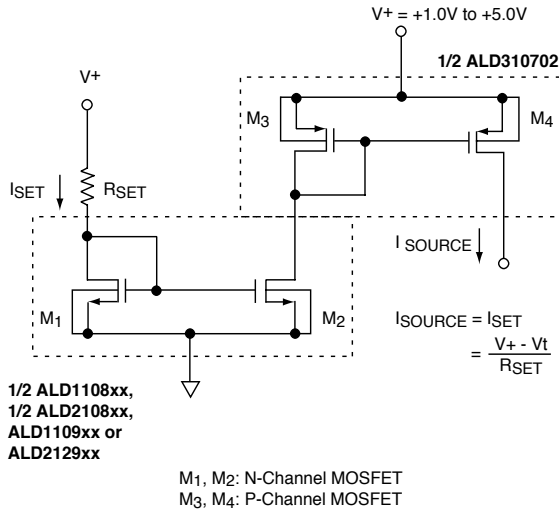 V+ = +1.0V to +5.0V
1/2 ALD310702
V+
M3
M4
ISET
RSET
I SOURCE
M1
M2
ISOURCE = ISET
= V+ - Vt
RSET
1/2 ALD1108xx,
1/2 ALD2108xx,
ALD1109xx or
ALD2129xx
M1, M2: N-Channel MOSFET
M3, M4: P-Channel MOSFET